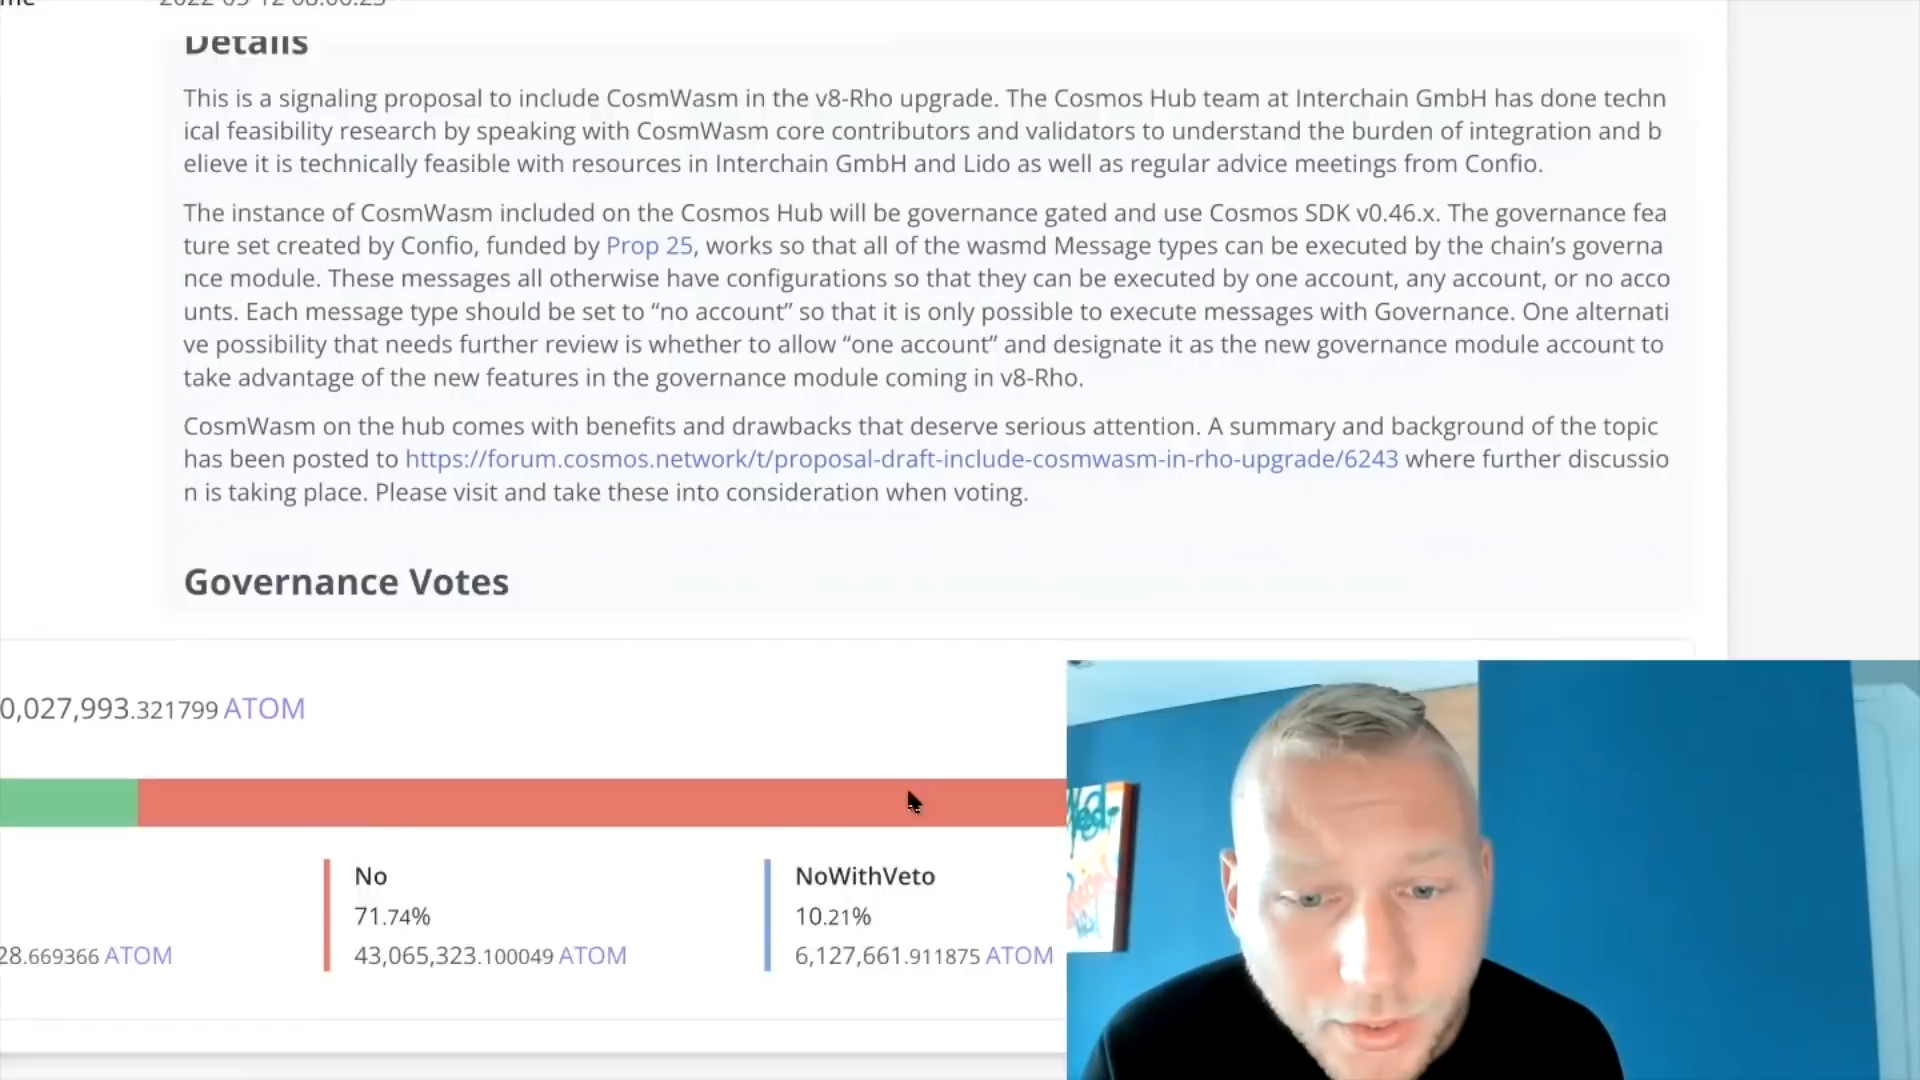 Details
This is a signaling proposal to include CosmWasm in the v8-Rho upgrade. The Cosmos Hub team at Interchain GmbH has done techn
ical feasibility research by speaking with CosmWasm core contributors and validators to understand the burden of integration and b
elieve it is technically feasible with resources in Interchain GmbH and Lido as well as regular advice meetings from Confio.
The instance of CosmWasm included on the Cosmos Hub will be governance gated and use Cosmos SDK v0.46.x. The governance fea
ture set created by Confio, funded by Prop 25, works so that all of the wasmd Message types can be executed by the chain’s governa
nce module. These messages all otherwise have configurations so that they can be executed by one account, any account, or no acco
unts. Each message type should be set to “no account” so that it is only possible to execute messages with Governance. One alternati
ve possibility that needs further review is whether to allow “one account” and designate it as the new governance module account to
take advantage of the new features in the governance module coming in v8-Rho.
CosmWasm on the hub comes with benefits and drawbacks that deserve serious attention. A summary and background of the topic
has been posted to https://forum.cosmos.network/t/proposal-draft-include-cosmwasm-in-rho-upgrade/6243 where further discussio
n is taking place. Please visit and take these into consideration when voting.
Governance Votes
0,027,993.321799 ATOM
No
NoWithVeto
71.74%
10.21%
28.669366 ATOM
43,065,323.100049 ATOM
6,127,661.911875 ATOM